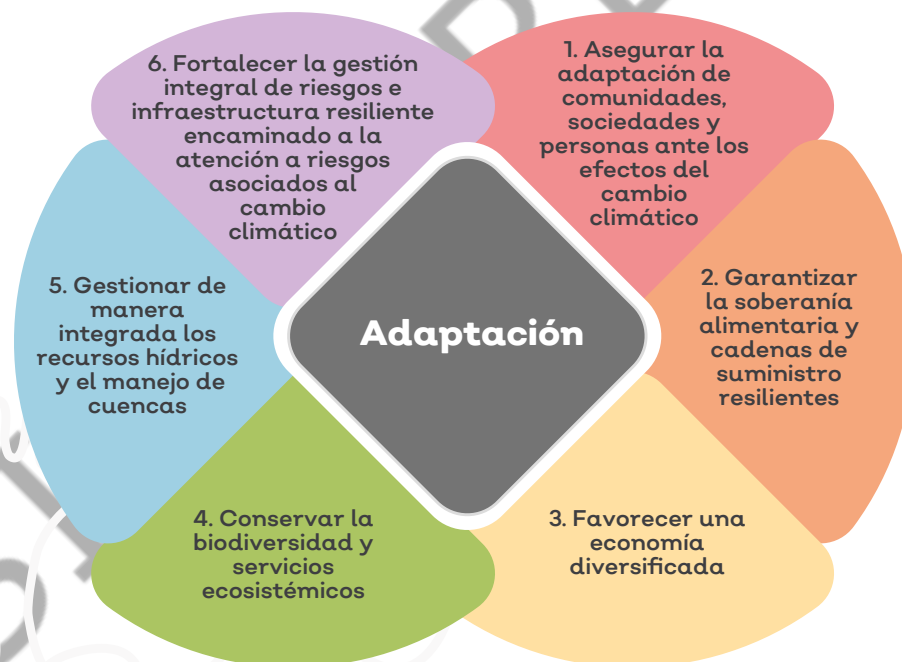 1. Asegurar la
adaptación de
comunidades,
sociedades y
personas ante los
efectos del
cambio
climático
2. Garantizar
la soberanía
alimentaria y
cadenas de
suministro
resilientes
3. Favorecer una
economía
diversificada
4. Conservar la
biodiversidad y
servicios
ecosistémicos
5. Gestionar de
manera
integrada los
recursos hídricos
y el manejo de
cuencas
6. Fortalecer la gestión
integral de riesgos e
infraestructura resiliente
encaminado a la
atención a riesgos
asociados al
cambio
climático
Adaptación